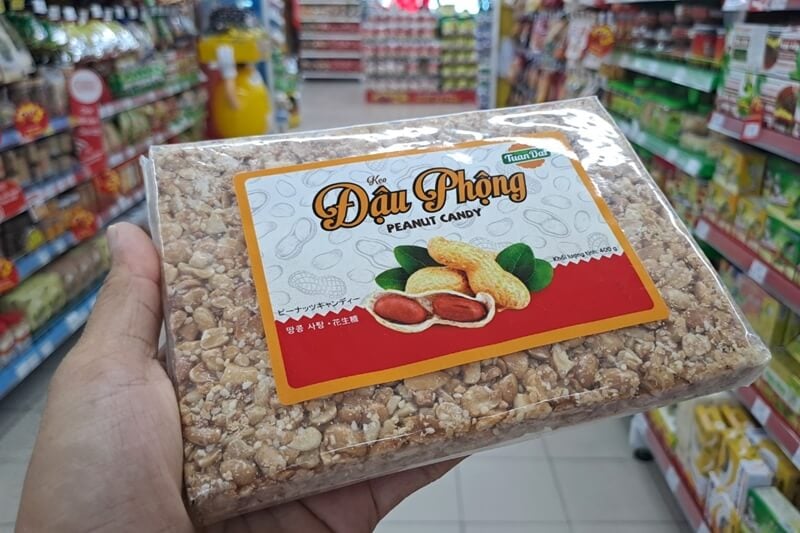 Tuan Dat
Kẹo
Đậu Phộng
PEANUT CANDY
Khối lượng tịnh: 400 g
ピーナッツキャンディー
땅콩 사탕 · 花生糖